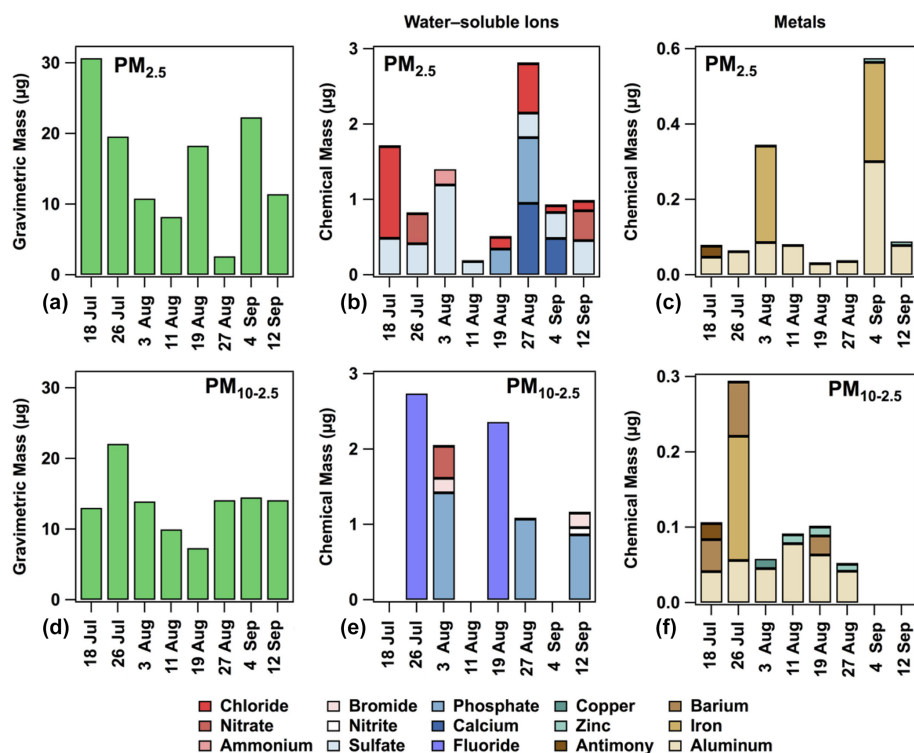 Water–soluble Ions
Metals
PM2.5
Gravimetric Mass (µg)
30
20
10
0
(a)
18 Jul
26 Jul
3 Aug
11 Aug
19 Aug
27 Aug
4 Sep
12 Sep
PM2.5
Chemical Mass (µg)
3
2
1
0
(b)
18 Jul
26 Jul
3 Aug
11 Aug
19 Aug
27 Aug
4 Sep
12 Sep
PM2.5
Chemical Mass (µg)
0.6
0.4
0.2
0.0
(c)
18 Jul
26 Jul
3 Aug
11 Aug
19 Aug
27 Aug
4 Sep
12 Sep
PM10-2.5
Gravimetric Mass (µg)
30
20
10
0
(d)
18 Jul
26 Jul
3 Aug
11 Aug
19 Aug
27 Aug
4 Sep
12 Sep
PM10-2.5
Chemical Mass (µg)
3
2
1
0
(e)
18 Jul
26 Jul
3 Aug
11 Aug
19 Aug
27 Aug
4 Sep
12 Sep
PM10-2.5
Chemical Mass (µg)
0.3
0.2
0.1
0.0
(f)
18 Jul
26 Jul
3 Aug
11 Aug
19 Aug
27 Aug
4 Sep
12 Sep
Chloride Bromide Phosphate Copper Barium
Nitrate Nitrite Calcium Zinc Iron
Ammonium Sulfate Fluoride Antimony Aluminum